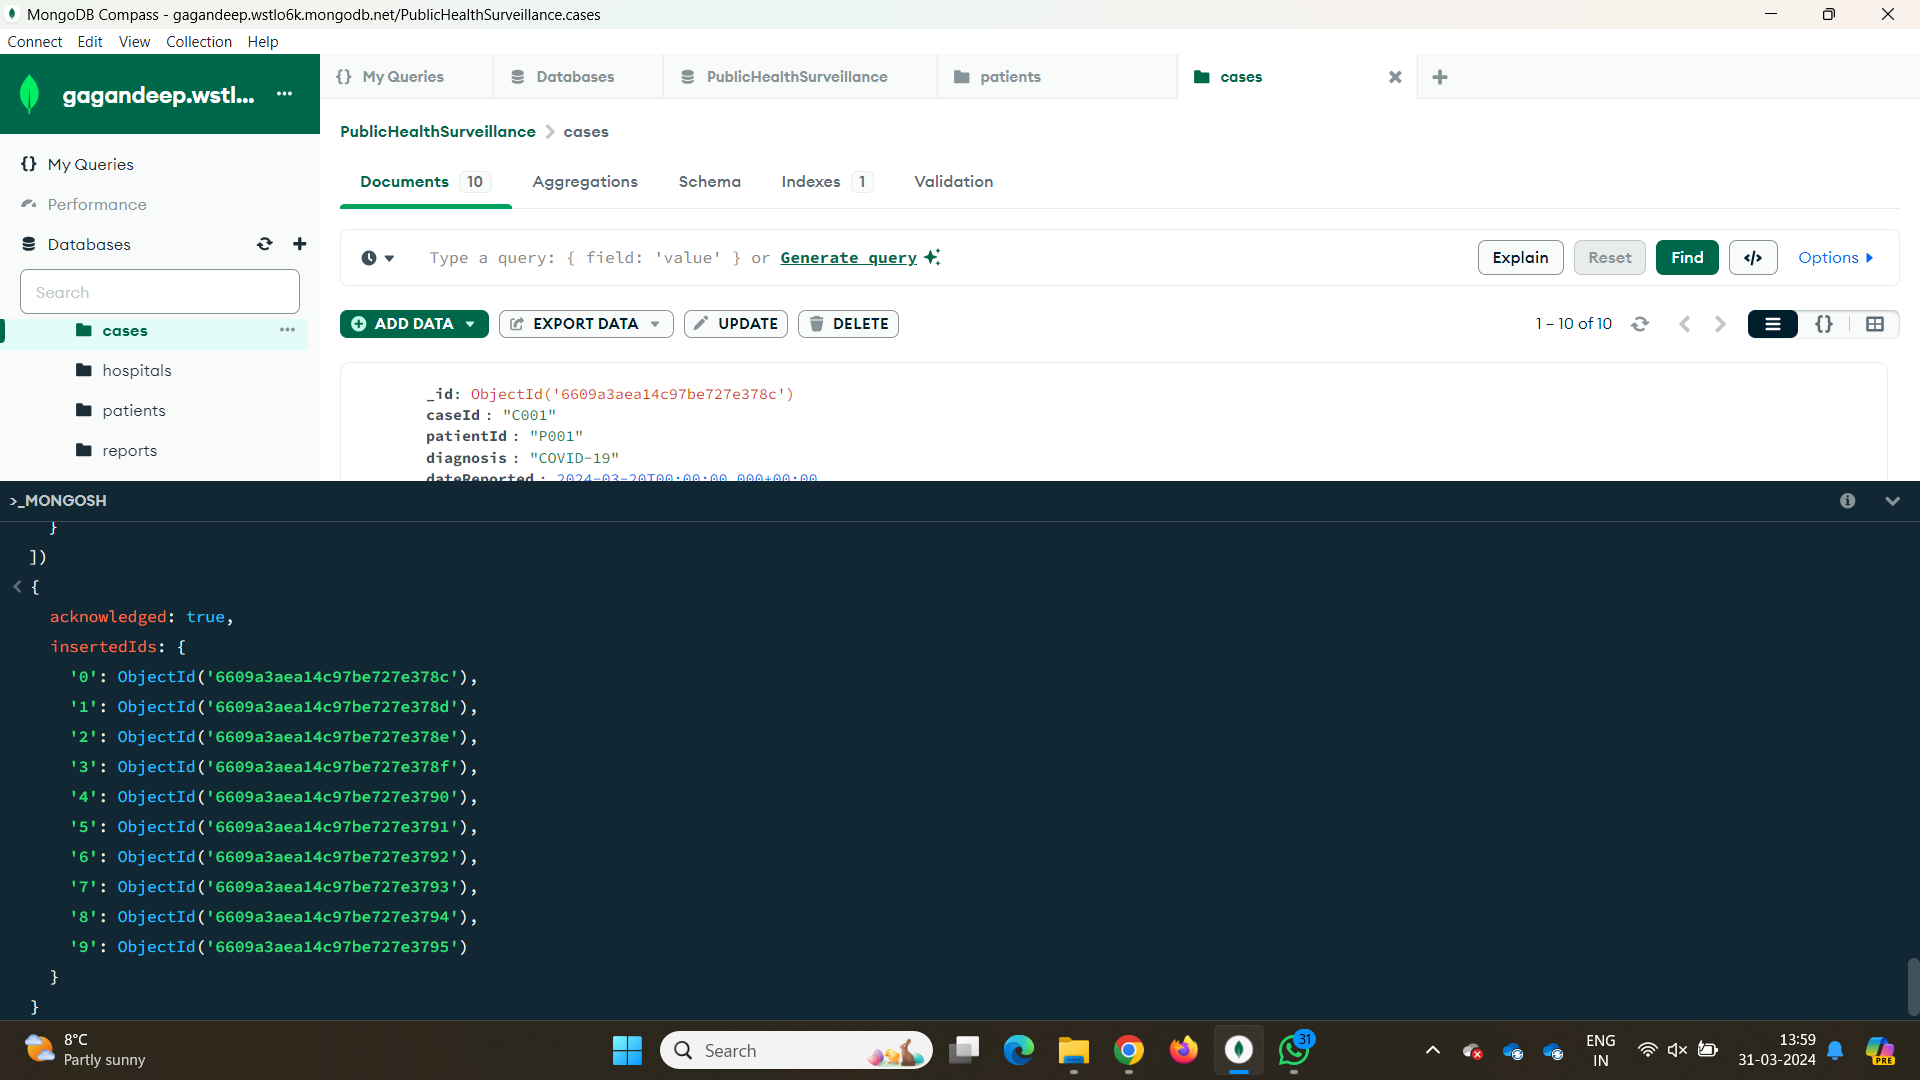 MongoDB Compass - gagandeep.wstlo6k.mongodb.net/PublicHealthSurveillance.cases
Connect Edit View Collection Help
gagandeep.wstl... ...
{} My Queries
Databases
PublicHealthSurveillance
patients
cases
PublicHealthSurveillance > cases
{} My Queries
Performance
Databases
Search
cases ...
hospitals
patients
reports
Documents 10
Aggregations
Schema
Indexes 1
Validation
Type a query: { field: 'value' } or Generate query
Explain
Reset
Find
</>
Options
ADD DATA
EXPORT DATA
UPDATE
DELETE
1 – 10 of 10
{}
_id: ObjectId('6609a3aea14c97be727e378c')
caseId : "C001"
patientId : "P001"
diagnosis : "COVID-19"
dateReported : 2024-03-20T00:00:00.000+00:00
>_MONGOSH
}
])
< {
acknowledged: true,
insertedIds: {
'0': ObjectId('6609a3aea14c97be727e378c'),
'1': ObjectId('6609a3aea14c97be727e378d'),
'2': ObjectId('6609a3aea14c97be727e378e'),
'3': ObjectId('6609a3aea14c97be727e378f'),
'4': ObjectId('6609a3aea14c97be727e3790'),
'5': ObjectId('6609a3aea14c97be727e3791'),
'6': ObjectId('6609a3aea14c97be727e3792'),
'7': ObjectId('6609a3aea14c97be727e3793'),
'8': ObjectId('6609a3aea14c97be727e3794'),
'9': ObjectId('6609a3aea14c97be727e3795')
}
}
8°C
Partly sunny
Search
31
ENG
IN
13:59
31-03-2024
PRE